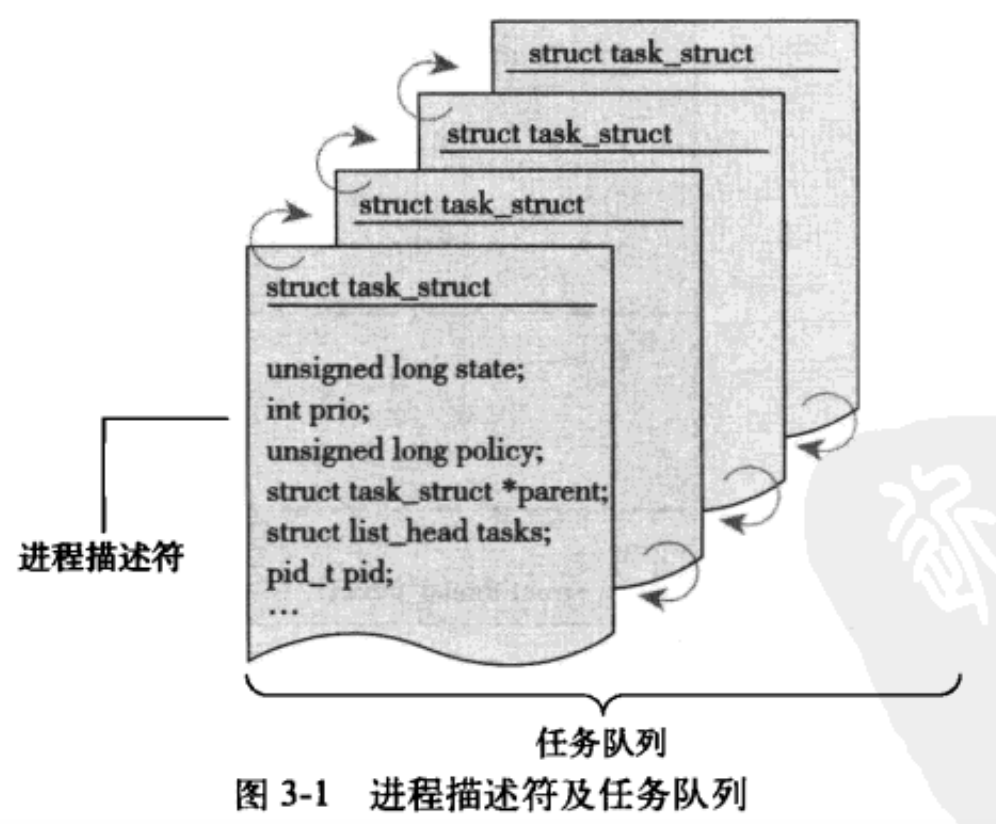 struct task_struct
struct task_struct
struct task_struct
struct task_struct
unsigned long state;
int prio;
unsigned long policy;
struct task_struct *parent;
struct list_head tasks;
pid_t pid;
…
进程描述符
任务队列
图 3-1 进程描述符及任务队列